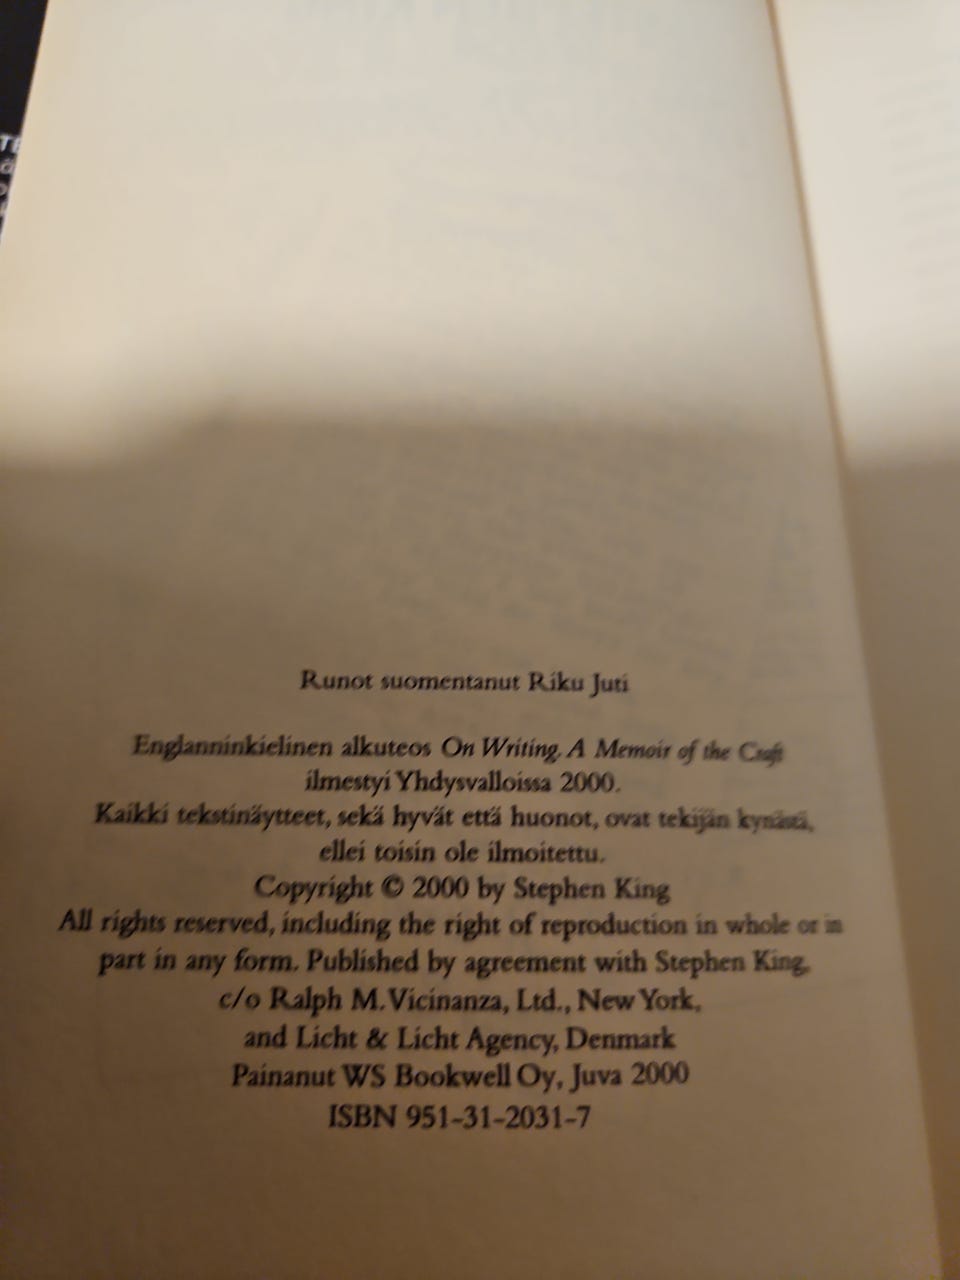 Runot suomentanut Riku Juti
Englanninkielinen alkuteos On Writing. A Memoir of the Craft
ilmestyi Yhdysvalloissa 2000.
Kaikki tekstinäytteet, sekä hyvät että huonot, ovat tekijän kynästä,
ellei toisin ole ilmoitettu.
Copyright © 2000 by Stephen King
All rights reserved, including the right of reproduction in whole or in
part in any form. Published by agreement with Stephen King,
c/o Ralph M. Vicinanza, Ltd., New York,
and Licht & Licht Agency, Denmark
Painanut WS Bookwell Oy, Juva 2000
ISBN 951-31-2031-7